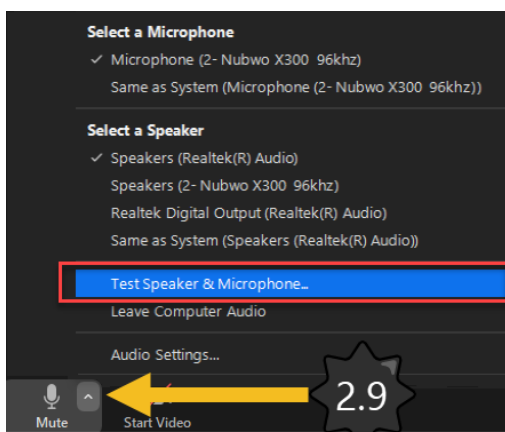 Select a Microphone
✓ Microphone (2- Nubwo X300 96khz)
Same as System (Microphone (2- Nubwo X300 96khz))
Select a Speaker
✓ Speakers (Realtek(R) Audio)
Speakers (2- Nubwo X300 96khz)
Realtek Digital Output (Realtek(R) Audio)
Same as System (Speakers (Realtek(R) Audio))
Test Speaker & Microphone...
Leave Computer Audio
Audio Settings...
2.9
Mute
Start Video